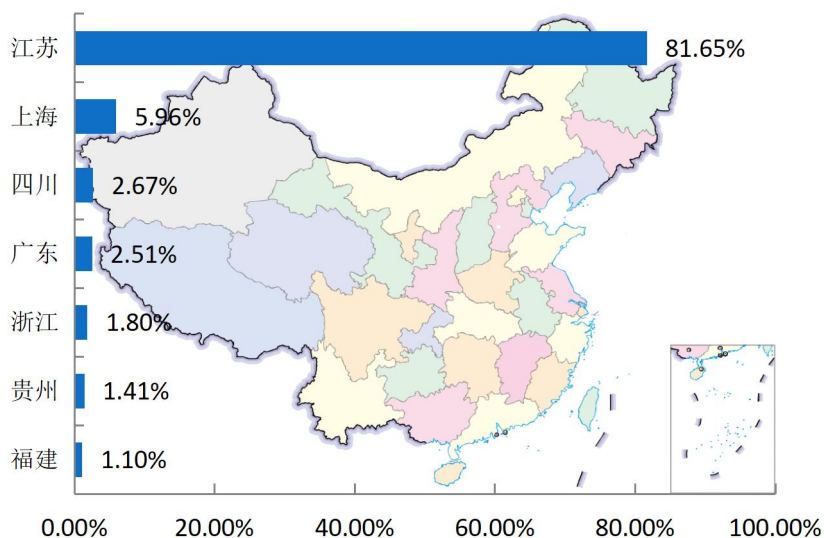 江苏 81.65%
上海 5.96%
四川 2.67%
广东 2.51%
浙江 1.80%
贵州 1.41%
福建 1.10%
0.00% 20.00% 40.00% 60.00% 80.00% 100.00%